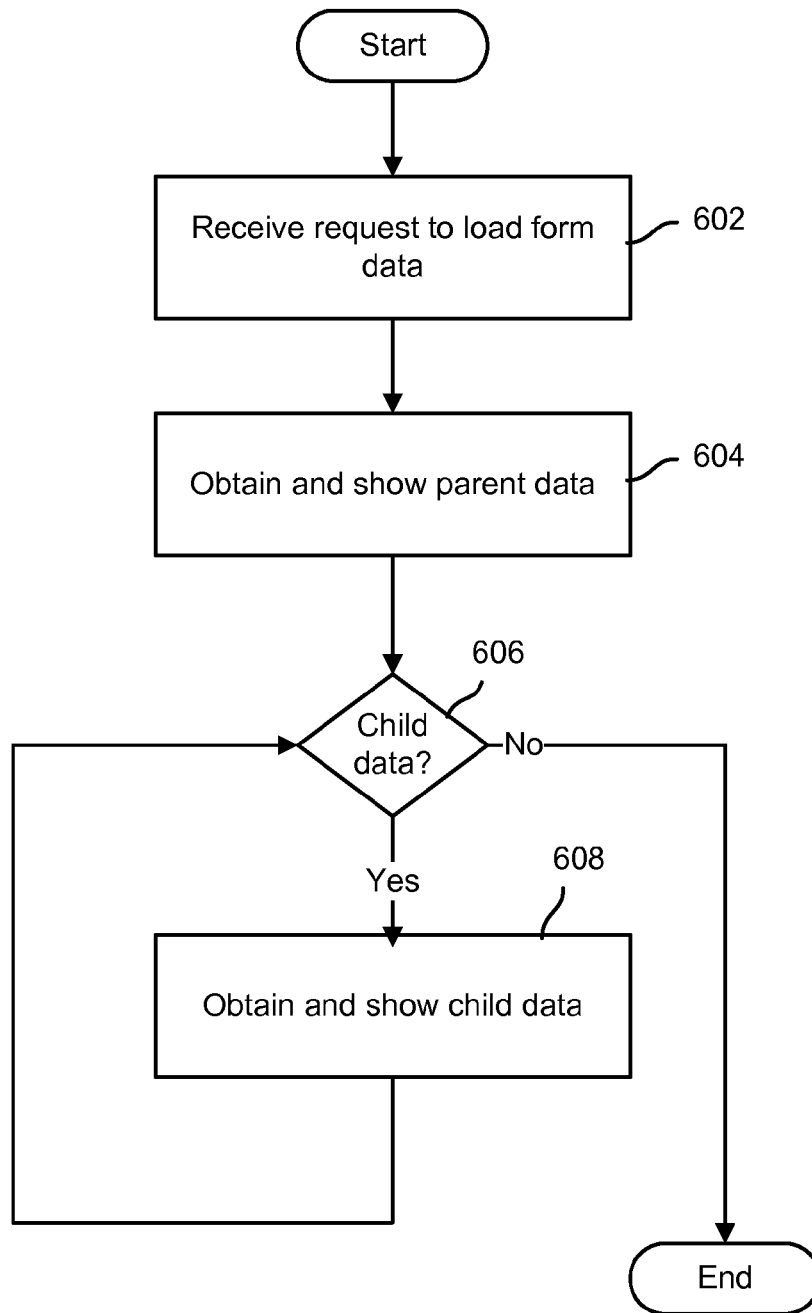 Start
Receive request to load form
data
602
Obtain and show parent data
604
606
Child
data?
No
Yes
608
Obtain and show child data
End